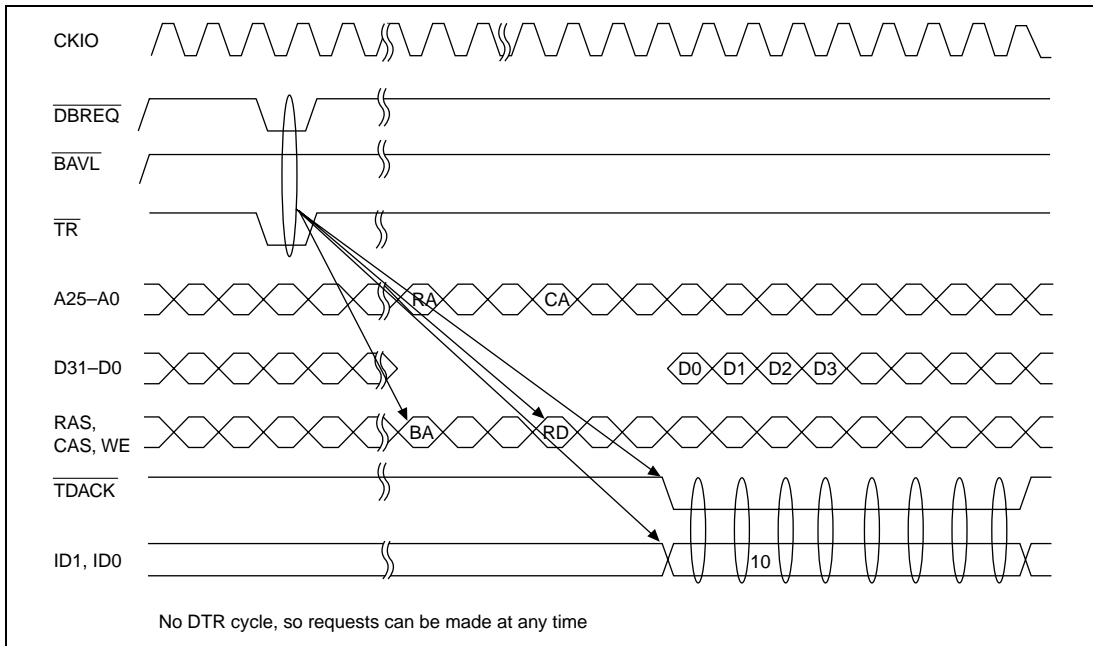 CKIO
DBREQ
BAVL
TR
A25–A0
RA
CA
D31–D0
D0 D1 D2 D3
RAS,
CAS, WE
BA
RD
TDACK
ID1, ID0
10
No DTR cycle, so requests can be made at any time